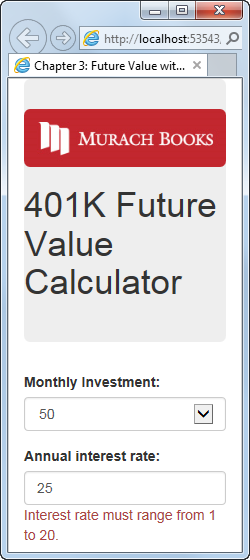 http://localhost:53543,
Chapter 3: Future Value wit...
MURACH BOOKS
401K Future
Value
Calculator
Monthly Investment:
50
Annual interest rate:
25
Interest rate must range from 1
to 20.